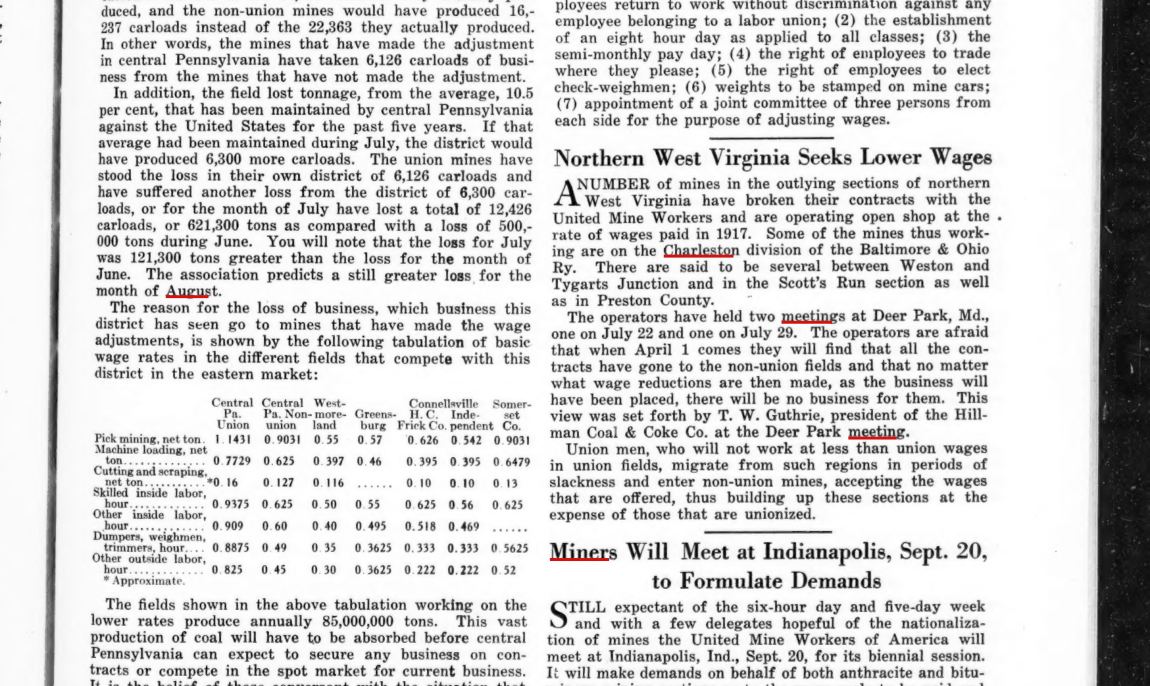 duced, and the non-union mines would have produced 16,-
237 carloads instead of the 22,363 they actually produced.
In other words, the mines that have made the adjustment
in central Pennsylvania have taken 6,126 carloads of busi-
ness from the mines that have not made the adjustment.
In addition, the field lost tonnage, from the average, 10.5
per cent, that has been maintained by central Pennsylvania
against the United States for the past five years. If that
average had been maintained during July, the district would
have produced 6,300 more carloads. The union mines have
stood the loss in their own district of 6,126 carloads and
have suffered another loss from the district of 6,300 car-
loads, or for the month of July have lost a total of 12,426
carloads, or 621,300 tons as compared with a loss of 500,-
000 tons during June. You will note that the loss for July
was 121,300 tons greater than the loss for the month of
June. The association predicts a still greater loss for the
month of August.
The reason for the loss of business, which business this
district has seen go to mines that have made the wage
adjustments, is shown by the following tabulation of basic
wage rates in the different fields that compete with this
district in the eastern market:
Central Central West- Connellsville Somer-
Pa. Pa. Non- more- Greens- H. C. Inde- set
Union union land burg Frick Co. pendent Co.
Pick mining, net ton. 1.1431 0.9031 0.55 0.57 0.626 0.542 0.9031
Machine loading, net
ton............. 0.7729 0.625 0.397 0.46 0.395 0.395 0.6479
Cutting and scraping,
net ton.......... *0.16 0.127 0.116 ...... 0.10 0.10 0.13
Skilled inside labor,
hour............ 0.9375 0.625 0.50 0.55 0.625 0.56 0.625
Other inside labor,
hour............ 0.909 0.60 0.40 0.495 0.518 0.469 ......
Dumpers, weighmen,
trimmers, hour.... 0.8875 0.49 0.35 0.3625 0.333 0.333 0.5625
Other outside labor,
hour............ 0.825 0.45 0.30 0.3625 0.222 0.222 0.52
* Approximate.
The fields shown in the above tabulation working on the
lower rates produce annually 85,000,000 tons. This vast
production of coal will have to be absorbed before central
Pennsylvania can expect to secure any business on con-
tracts or compete in the spot market for current business.
ployees return to work without discrimination against any
employee belonging to a labor union; (2) the establishment
of an eight hour day as applied to all classes; (3) the
semi-monthly pay day; (4) the right of employees to trade
where they please; (5) the right of employees to elect
check-weighmen; (6) weights to be stamped on mine cars;
(7) appointment of a joint committee of three persons from
each side for the purpose of adjusting wages.
Northern West Virginia Seeks Lower Wages
A NUMBER of mines in the outlying sections of northern
West Virginia have broken their contracts with the
United Mine Workers and are operating open shop at the
rate of wages paid in 1917. Some of the mines thus work-
ing are on the Charleston division of the Baltimore & Ohio
Ry. There are said to be several between Weston and
Tygarts Junction and in the Scott's Run section as well
as in Preston County.
The operators have held two meetings at Deer Park, Md.,
one on July 22 and one on July 29. The operators are afraid
that when April 1 comes they will find that all the con-
tracts have gone to the non-union fields and that no matter
what wage reductions are then made, as the business will
have been placed, there will be no business for them. This
view was set forth by T. W. Guthrie, president of the Hill-
man Coal & Coke Co. at the Deer Park meeting.
Union men, who will not work at less than union wages
in union fields, migrate from such regions in periods of
slackness and enter non-union mines, accepting the wages
that are offered, thus building up these sections at the
expense of those that are unionized.
Miners Will Meet at Indianapolis, Sept. 20,
to Formulate Demands
STILL expectant of the six-hour day and five-day week
and with a few delegates hopeful of the nationaliza-
tion of mines the United Mine Workers of America will
meet at Indianapolis, Ind., Sept. 20, for its biennial session.
It will make demands on behalf of both anthracite and bitu-